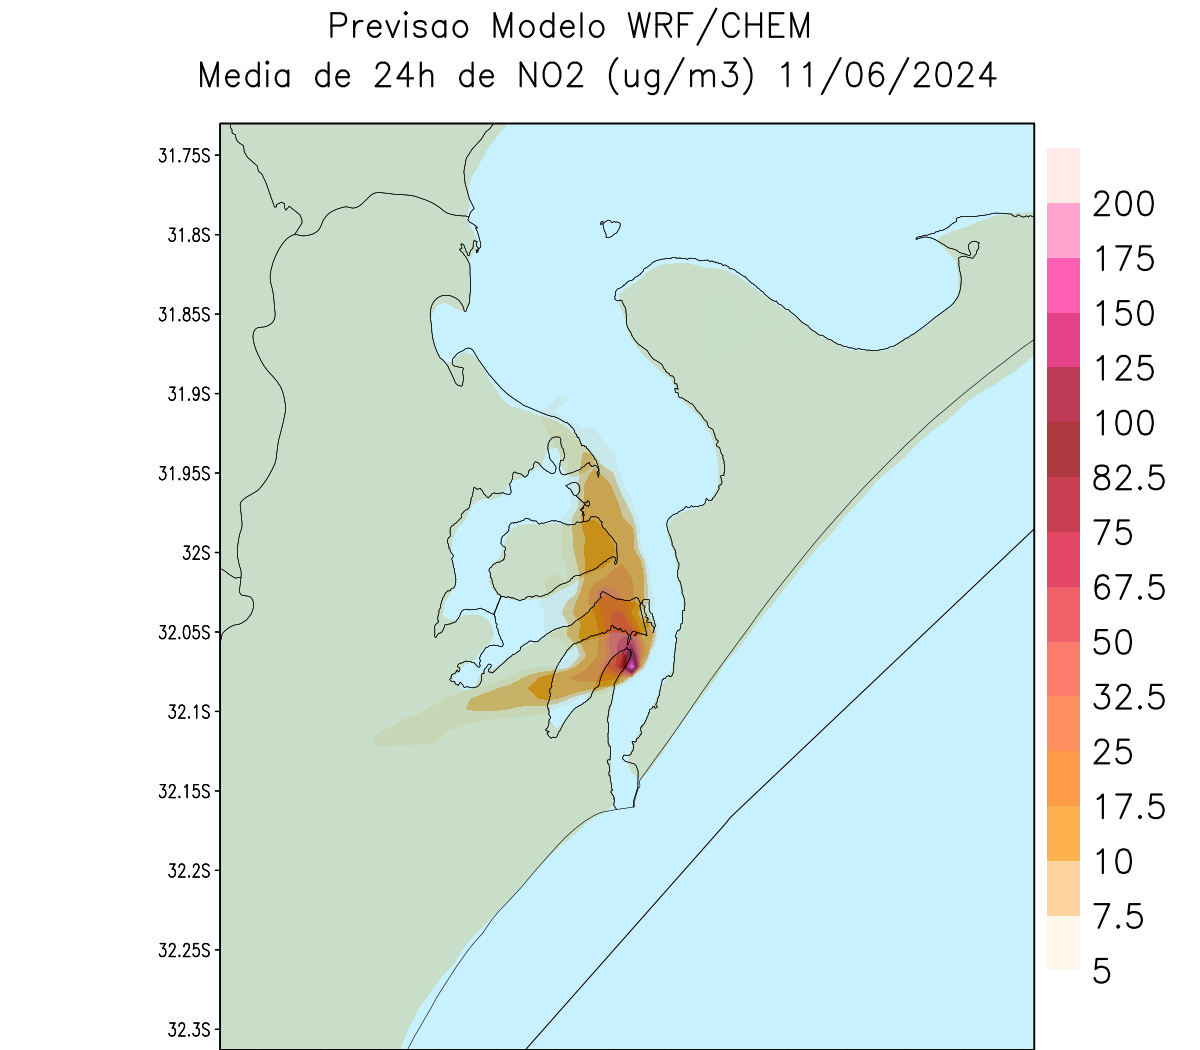 Previsao Modelo WRF/CHEM
Media de 24h de NO2 (ug/m3) 11/06/2024
31.75S
31.8S
31.85S
31.9S
31.95S
32S
32.05S
32.1S
32.15S
32.2S
32.25S
32.3S
200
175
150
125
100
82.5
75
67.5
50
32.5
25
17.5
10
7.5
5